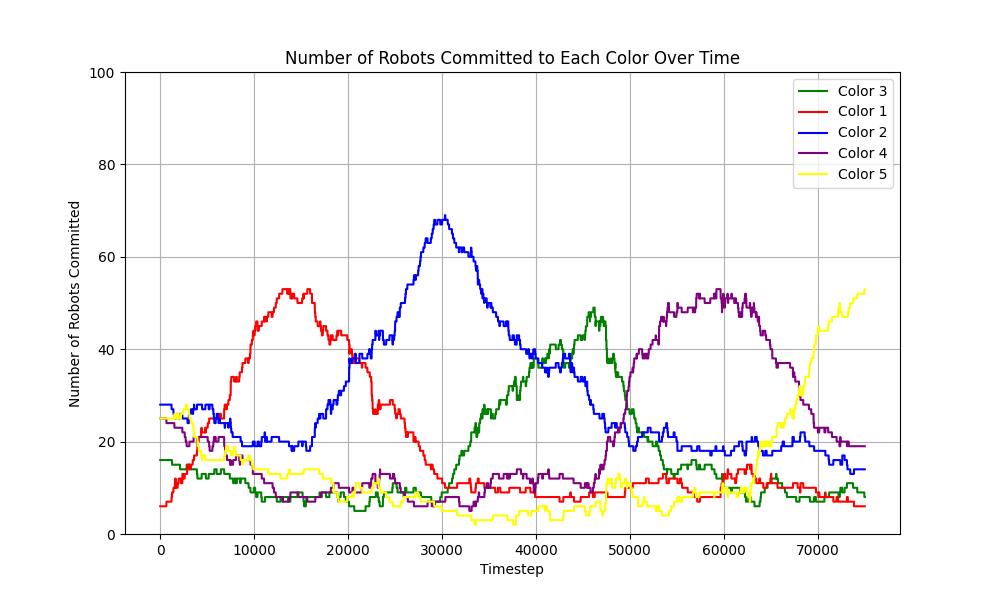 Number of Robots Committed to Each Color Over Time
100
80
60
40
20
0
Number of Robots Committed
0 10000 20000 30000 40000 50000 60000 70000
Timestep
Color 3
Color 1
Color 2
Color 4
Color 5